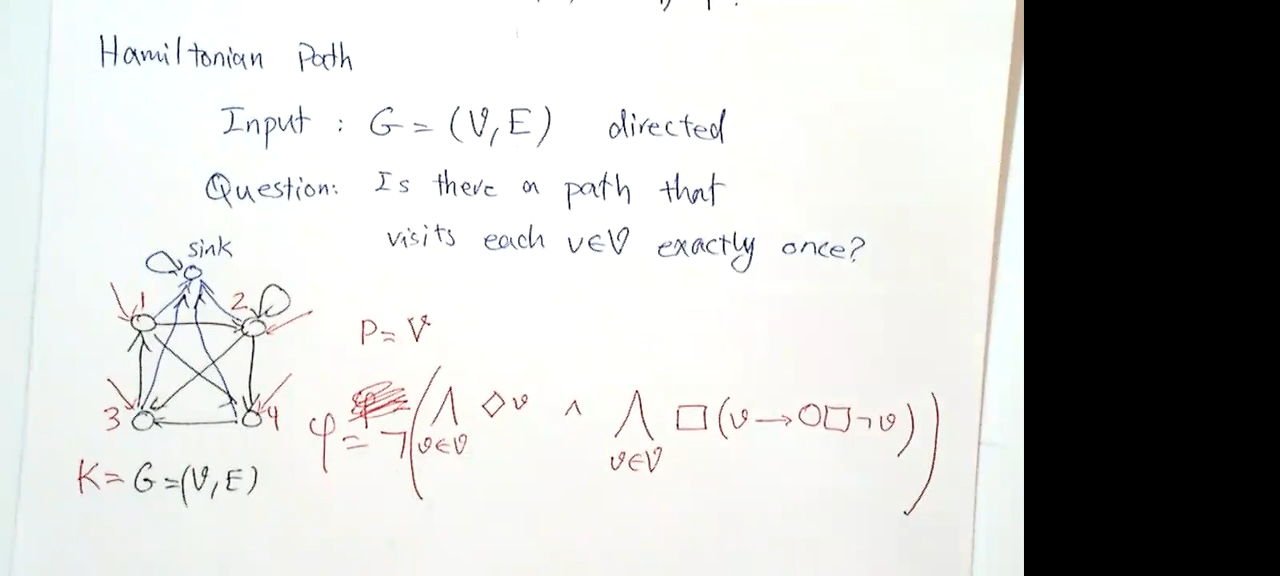 Hamiltonian Path
Input : G = (V, E) directed
Question: Is there a path that
visits each v∈V exactly once?
sink
1 2
P = V
3 4
φ = ¬( ⋀ ◇v ∧ ⋀ □(v → ○□¬v) )
v∈V v∈V
K = G = (V, E)